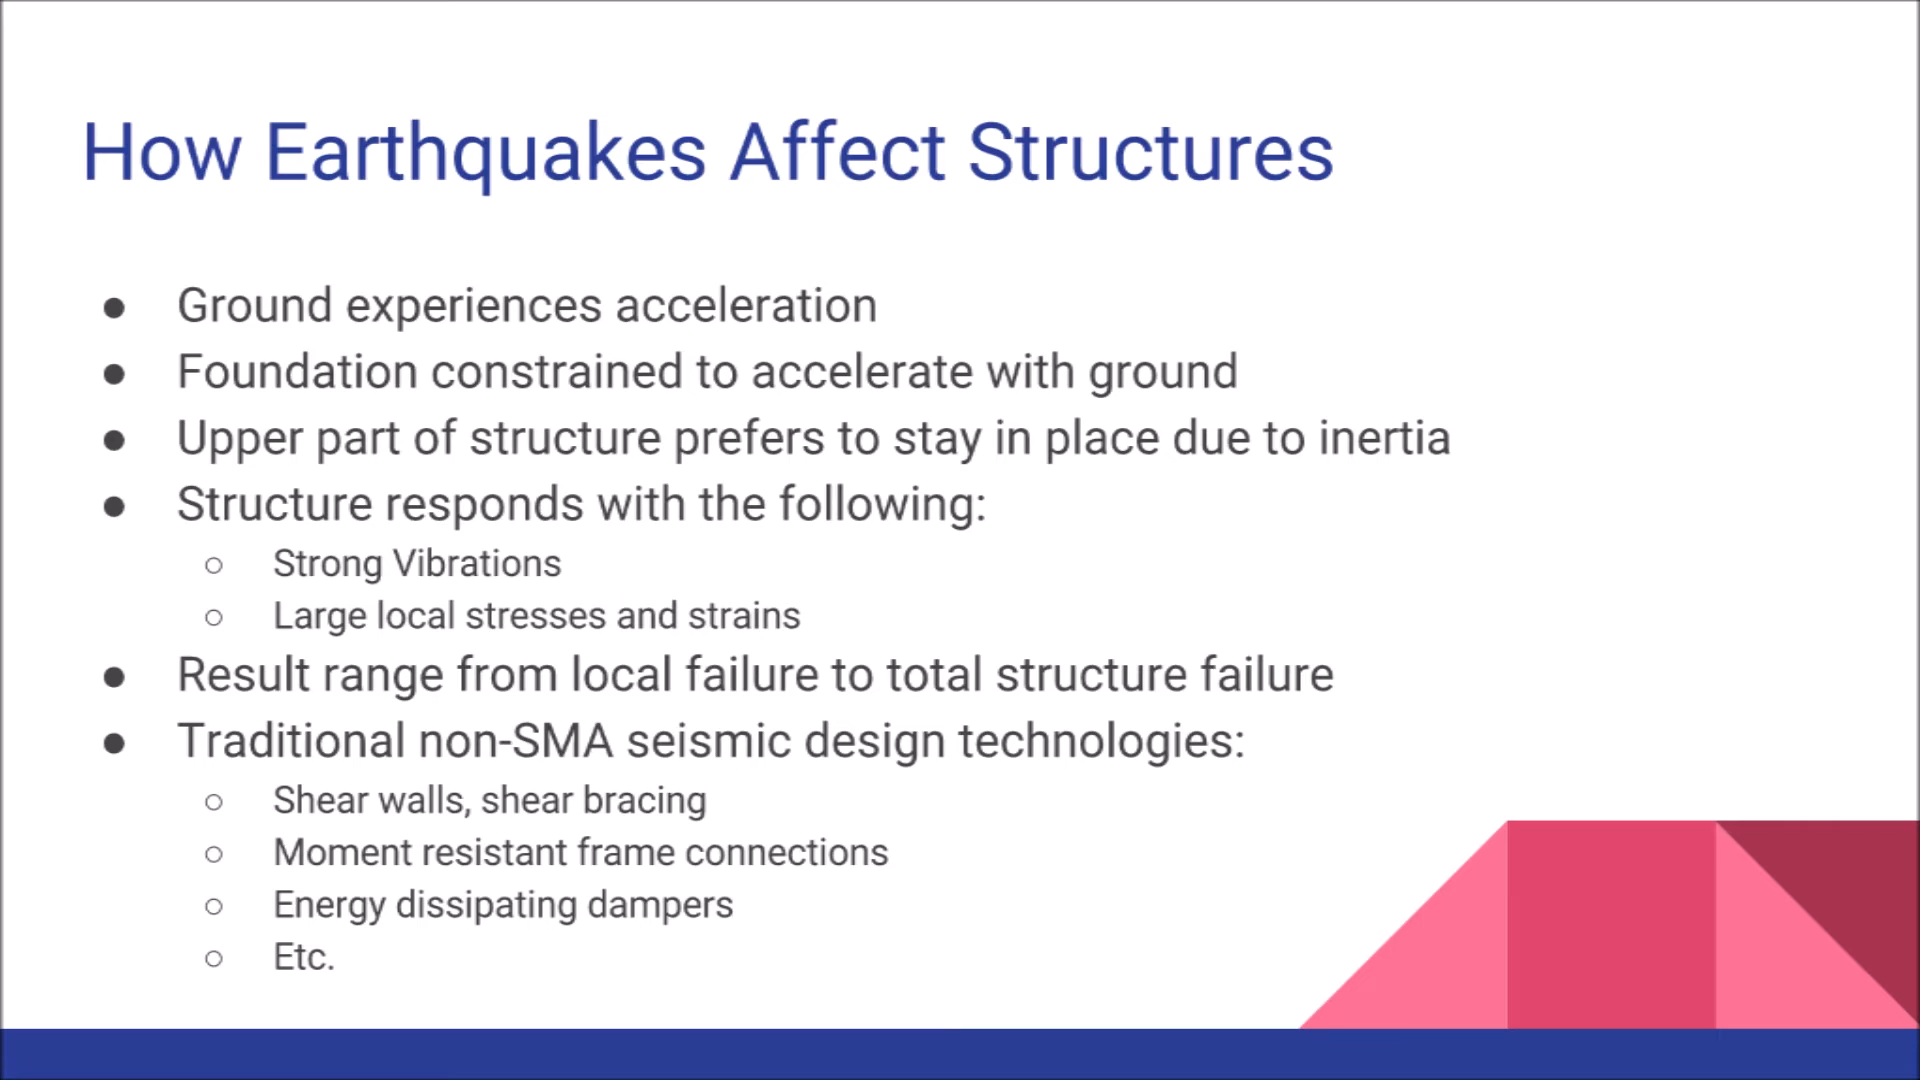 How Earthquakes Affect Structures
● Ground experiences acceleration
● Foundation constrained to accelerate with ground
● Upper part of structure prefers to stay in place due to inertia
● Structure responds with the following:
○ Strong Vibrations
○ Large local stresses and strains
● Result range from local failure to total structure failure
● Traditional non-SMA seismic design technologies:
○ Shear walls, shear bracing
○ Moment resistant frame connections
○ Energy dissipating dampers
○ Etc.